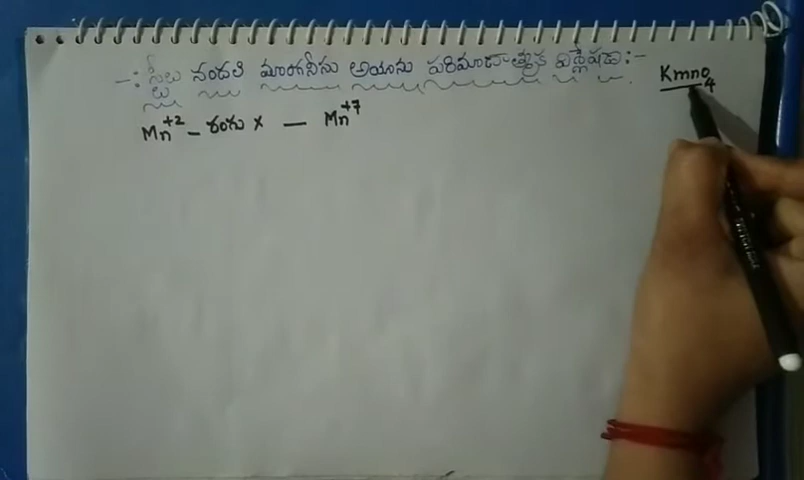 -: స్టీలు నందలి మాంగనీసు అయాను పరిమాణాత్మక విశ్లేషణ :-
Kmno4
Mn+2 - రంగు x - Mn+7